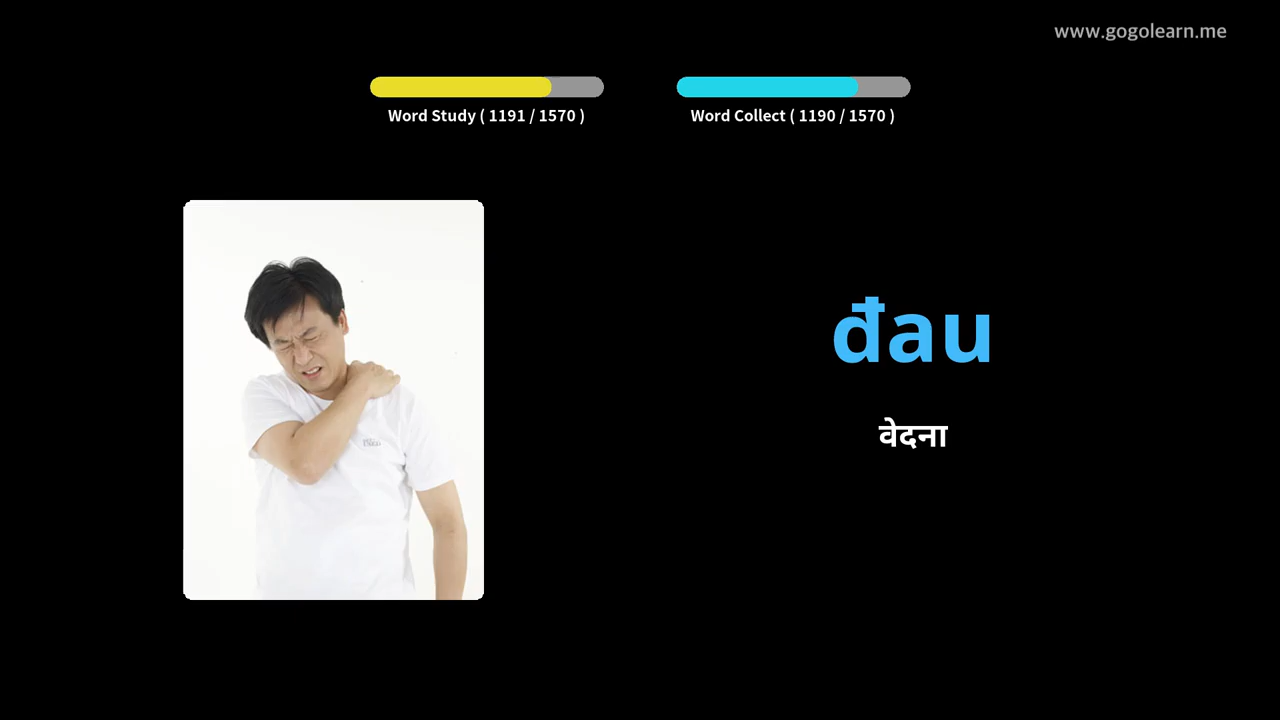 www.gogolearn.me
Word Study ( 1191 / 1570 )
Word Collect ( 1190 / 1570 )
đau
वेदना